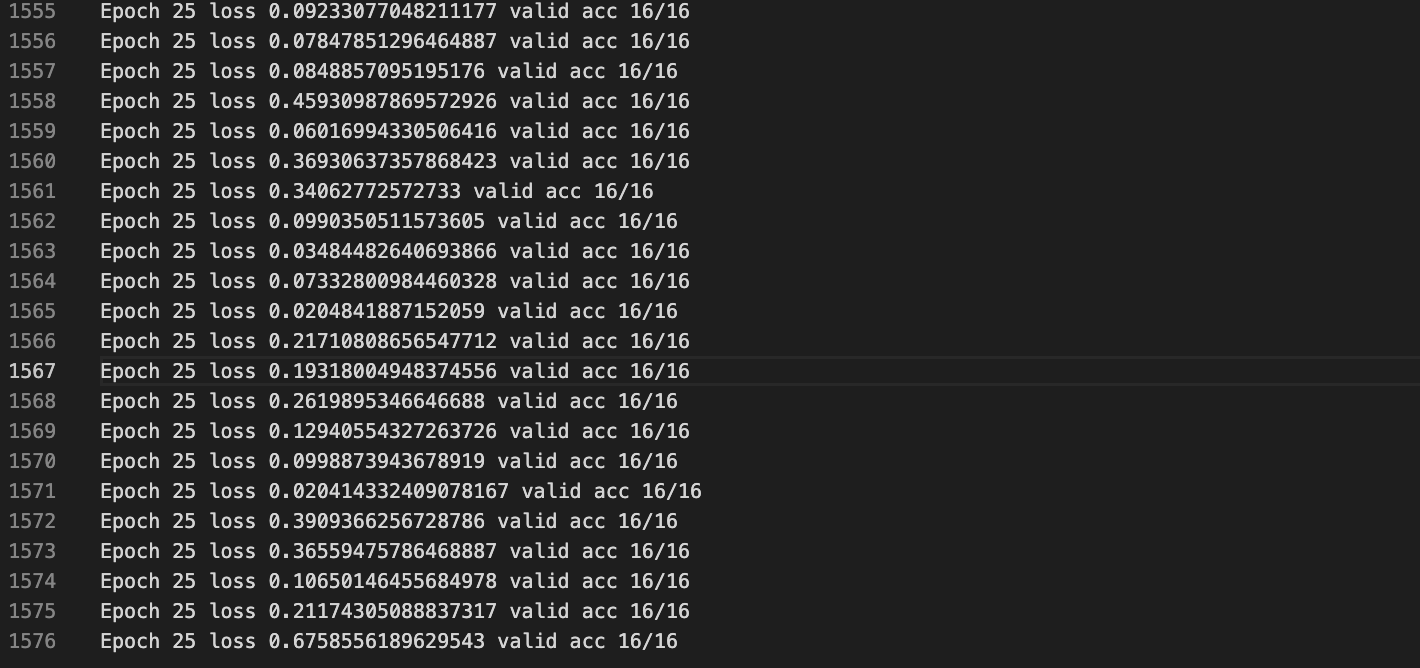 1555 Epoch 25 loss 0.09233077048211177 valid acc 16/16
1556 Epoch 25 loss 0.07847851296464887 valid acc 16/16
1557 Epoch 25 loss 0.0848857095195176 valid acc 16/16
1558 Epoch 25 loss 0.45930987869572926 valid acc 16/16
1559 Epoch 25 loss 0.06016994330506416 valid acc 16/16
1560 Epoch 25 loss 0.36930637357868423 valid acc 16/16
1561 Epoch 25 loss 0.34062772572733 valid acc 16/16
1562 Epoch 25 loss 0.0990350511573605 valid acc 16/16
1563 Epoch 25 loss 0.03484482640693866 valid acc 16/16
1564 Epoch 25 loss 0.07332800984460328 valid acc 16/16
1565 Epoch 25 loss 0.0204841887152059 valid acc 16/16
1566 Epoch 25 loss 0.21710808656547712 valid acc 16/16
1567 Epoch 25 loss 0.19318004948374556 valid acc 16/16
1568 Epoch 25 loss 0.2619895346646688 valid acc 16/16
1569 Epoch 25 loss 0.12940554327263726 valid acc 16/16
1570 Epoch 25 loss 0.0998873943678919 valid acc 16/16
1571 Epoch 25 loss 0.020414332409078167 valid acc 16/16
1572 Epoch 25 loss 0.3909366256728786 valid acc 16/16
1573 Epoch 25 loss 0.36559475786468887 valid acc 16/16
1574 Epoch 25 loss 0.10650146455684978 valid acc 16/16
1575 Epoch 25 loss 0.21174305088837317 valid acc 16/16
1576 Epoch 25 loss 0.6758556189629543 valid acc 16/16